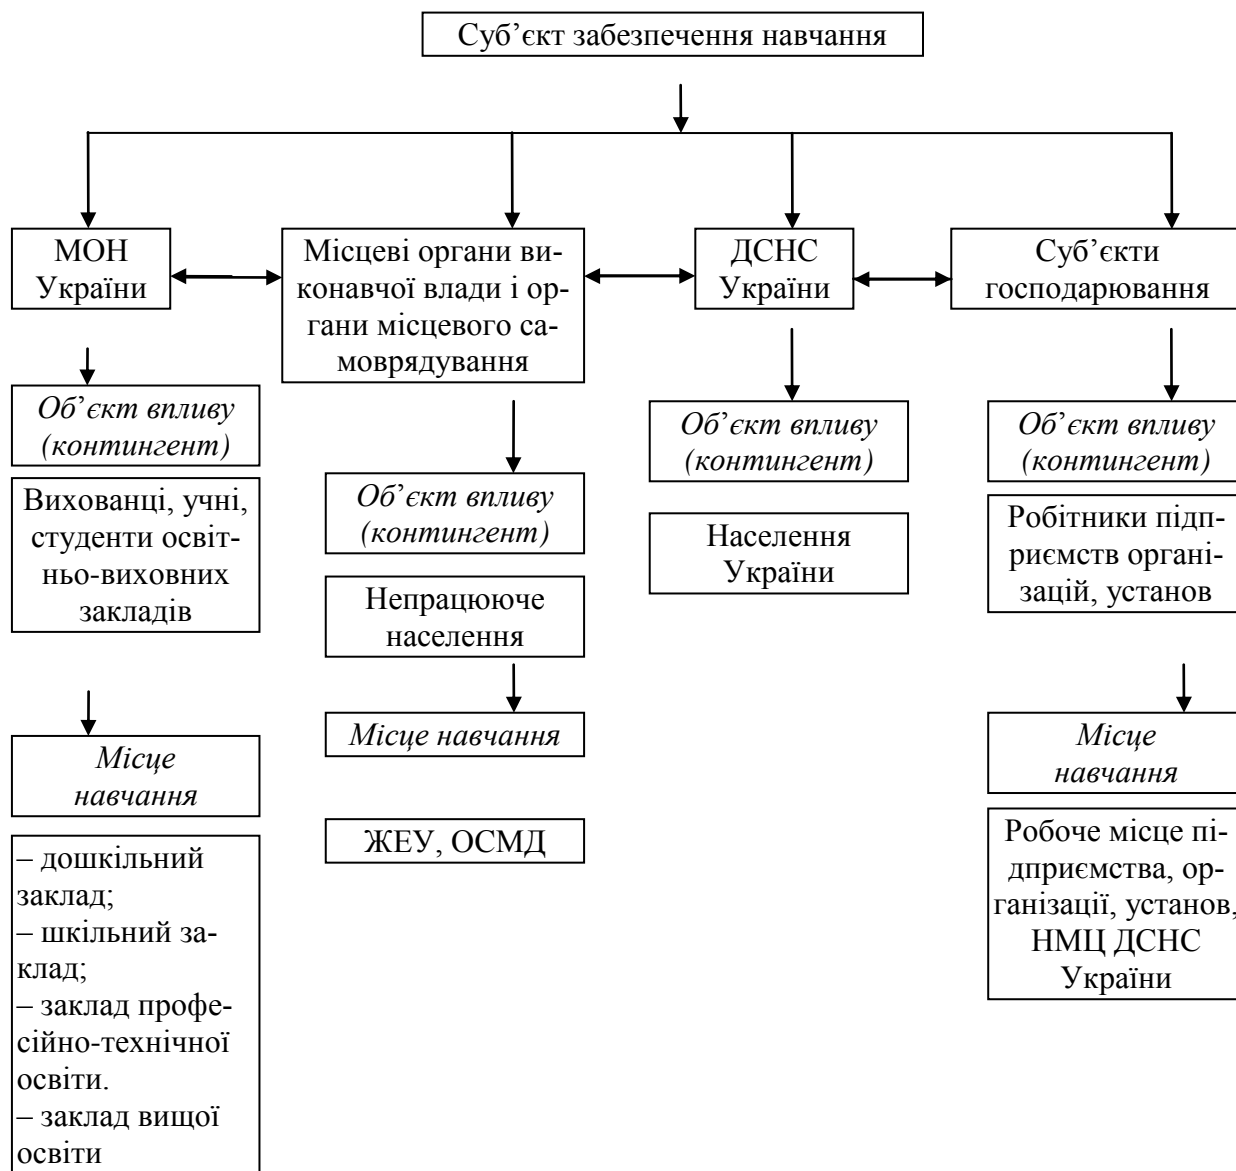 Суб’єкт забезпечення навчання
МОН
України
Місцеві органи ви-
конавчої влади і ор-
гани місцевого са-
моврядування
ДСНС
України
Суб’єкти
господарювання
Об’єкт впливу
(контингент)
Вихованці, учні,
студенти освіт-
ньо-виховних
закладів
Місце
навчання
– дошкільний
заклад;
– шкільний за-
клад;
– заклад профе-
сійно-технічної
освіти.
– заклад вищої
освіти
Об’єкт впливу
(контингент)
Непрацююче
населення
Місце навчання
ЖЕУ, ОСМД
Об’єкт впливу
(контингент)
Населення
України
Об’єкт впливу
(контингент)
Робітники підп-
риємств органі-
зацій, установ
Місце
навчання
Робоче місце пі-
дприємства, ор-
ганізації, установ,
НМЦ ДСНС
України